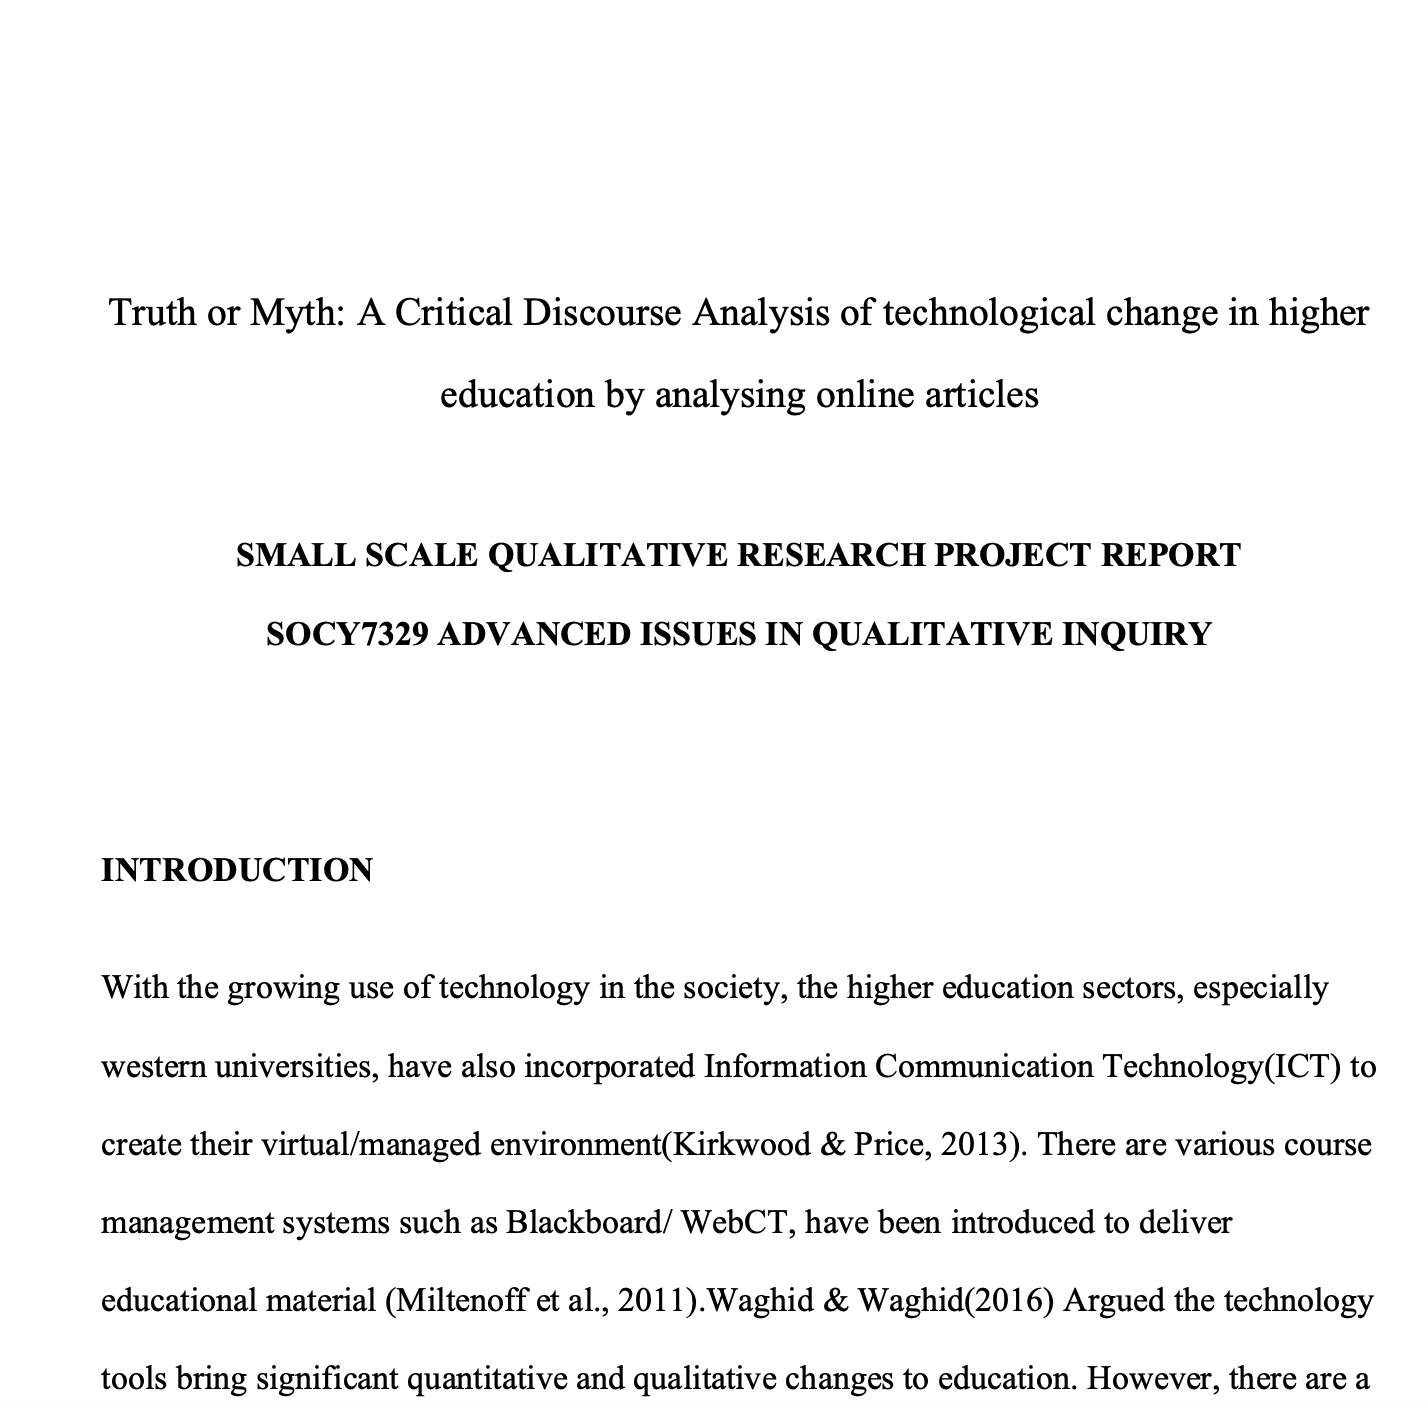 Truth or Myth: A Critical Discourse Analysis of technological change in higher
education by analysing online articles
SMALL SCALE QUALITATIVE RESEARCH PROJECT REPORT
SOCY7329 ADVANCED ISSUES IN QUALITATIVE INQUIRY
INTRODUCTION
With the growing use of technology in the society, the higher education sectors, especially
western universities, have also incorporated Information Communication Technology(ICT) to
create their virtual/managed environment(Kirkwood & Price, 2013). There are various course
management systems such as Blackboard/ WebCT, have been introduced to deliver
educational material (Miltenoff et al., 2011).Waghid & Waghid(2016) Argued the technology
tools bring significant quantitative and qualitative changes to education. However, there are a